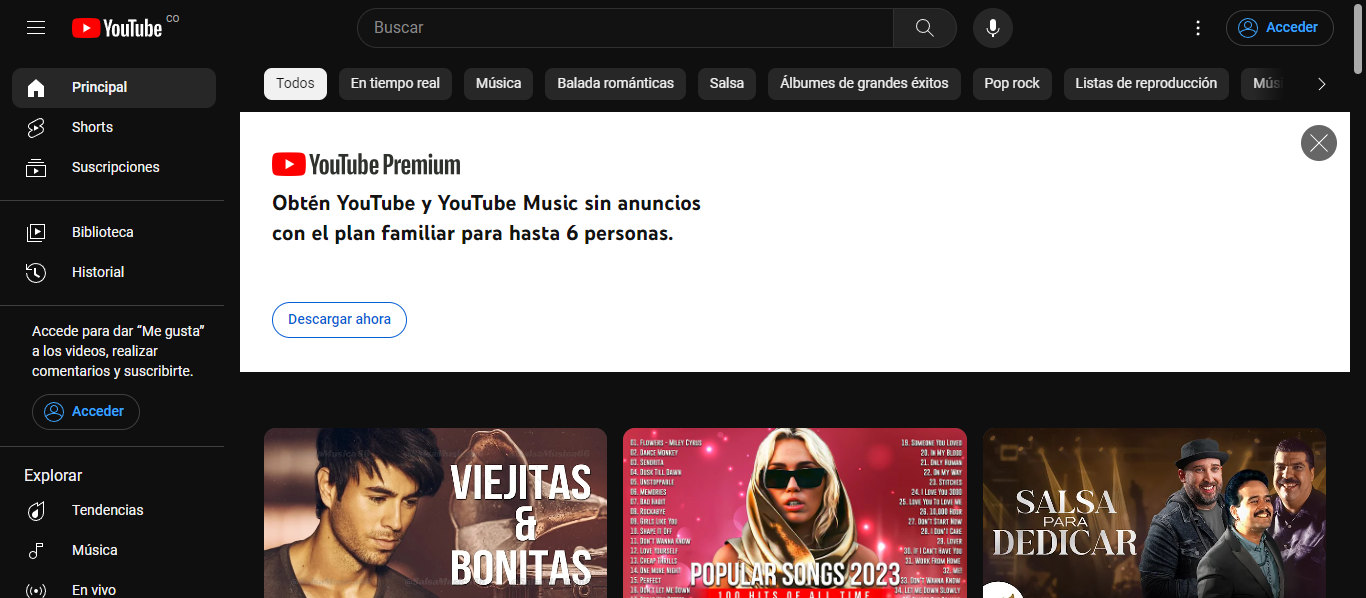 YouTube CO
Buscar
Acceder
Principal
Shorts
Suscripciones
Biblioteca
Historial
Accede para dar “Me gusta”
a los videos, realizar
comentarios y suscribirte.
Acceder
Explorar
Tendencias
Música
En vivo
Todos
En tiempo real
Música
Balada románticas
Salsa
Álbumes de grandes éxitos
Pop rock
Listas de reproducción
YouTube Premium
Obtén YouTube y YouTube Music sin anuncios
con el plan familiar para hasta 6 personas.
Descargar ahora
VIEJITAS
&
BONITAS
01. Flowers - Miley Cyrus
02. Dance Monkey
03. Senorita
04. Dusk Till Dawn
05. Unstoppable
06. Memories
07. Bad Habit
08. Rockabye
09. Girls Like You
10. Shape It Off
11. Don't Wanna Know
12. Love Yourself
13. Cheap Thrills
14. One More Night
15. Perfect
16. Don't Let Me Down
19. Someone You Loved
20. In My Blood
21. Only Human
22. On My Way
23. Stitches
24. I Love You 3000
25. Love You To Love Me
26. 10,000 Hour
27. Don't Start Now
28. I Don't Care
29. Lover
30. If I Can't Have You
31. Work From Home
32. Me!
33. Don't Wanna Know
34. Let Me Down Slowly
POPULAR SONGS 2023
100 HITS OF ALL TIME
SALSA
PARA
DEDICAR